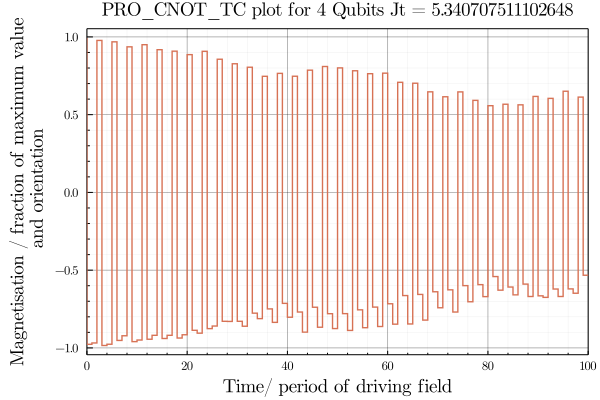 PRO_CNOT_TC plot for 4 Qubits Jt = 5.340707511102648
Magnetisation / fraction of maximum value
and orientation
1.0
0.5
0.0
−0.5
−1.0
0 20 40 60 80 100
Time/ period of driving field